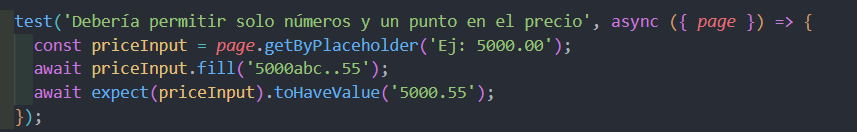 test('Debería permitir solo números y un punto en el precio', async ({ page }) => {
  const priceInput = page.getByPlaceholder('Ej: 5000.00');
  await priceInput.fill('5000abc..55');
  await expect(priceInput).toHaveValue('5000.55');
});